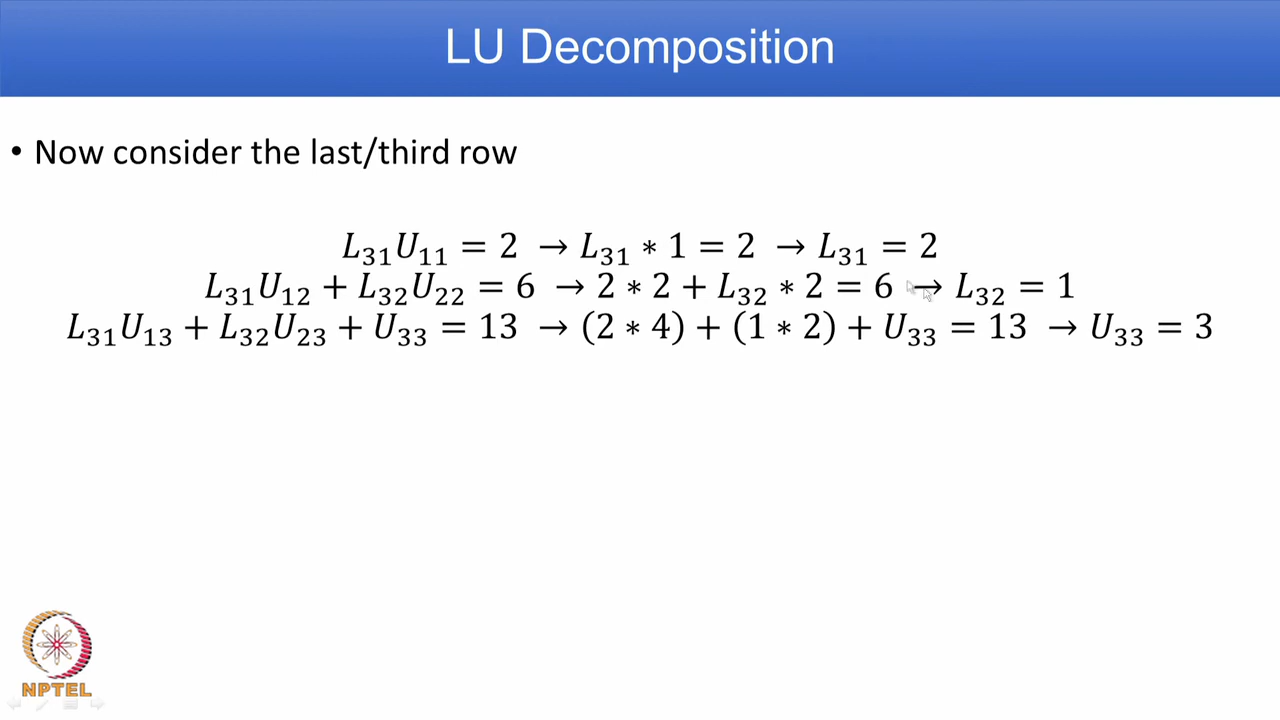 LU Decomposition
• Now consider the last/third row
L₃₁U₁₁ = 2 → L₃₁ * 1 = 2 → L₃₁ = 2
L₃₁U₁₂ + L₃₂U₂₂ = 6 → 2 * 2 + L₃₂ * 2 = 6 → L₃₂ = 1
L₃₁U₁₃ + L₃₂U₂₃ + U₃₃ = 13 → (2 * 4) + (1 * 2) + U₃₃ = 13 → U₃₃ = 3
NPTEL